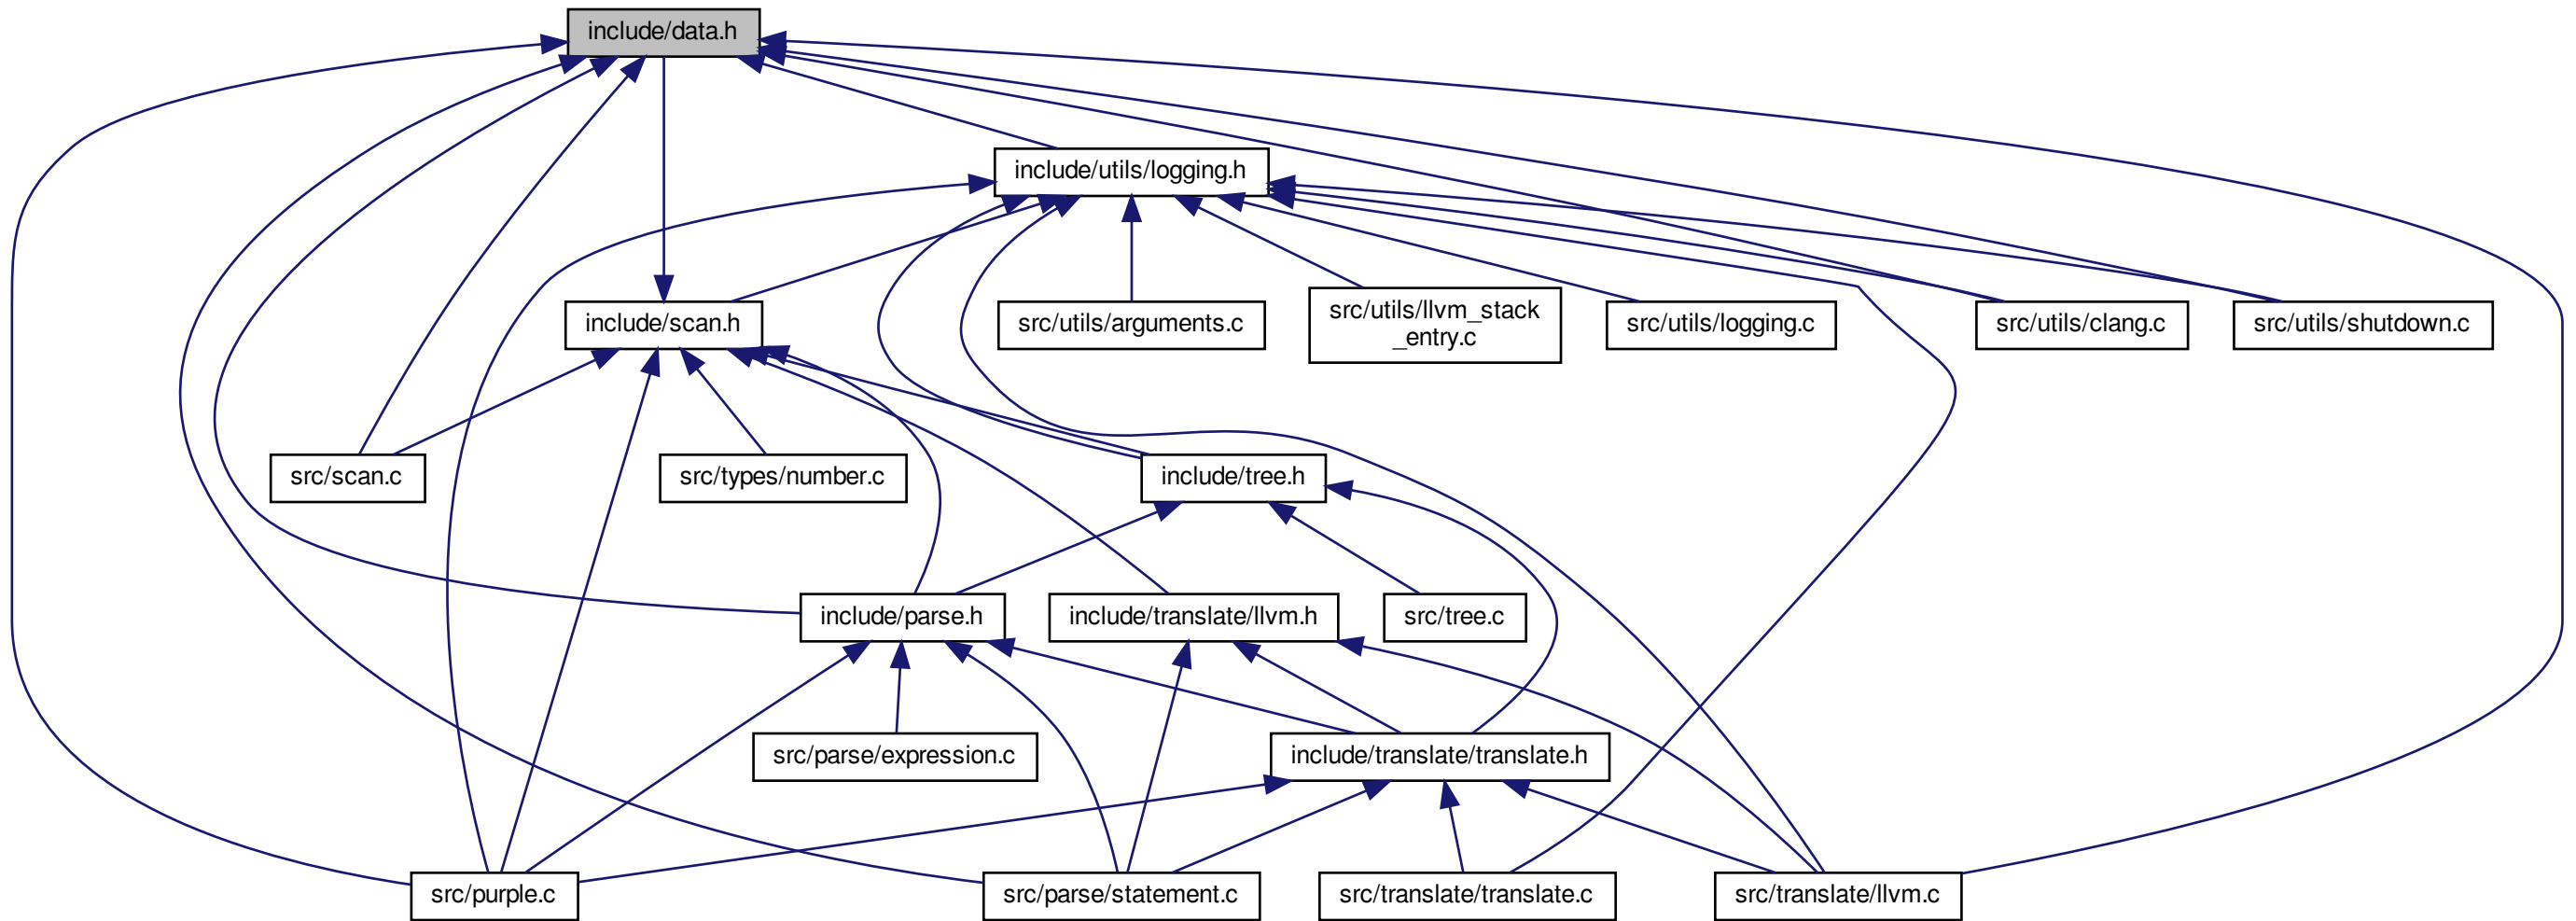 include/data.h
include/utils/logging.h
include/scan.h
src/utils/arguments.c
src/utils/llvm_stack
_entry.c
src/utils/logging.c
src/utils/clang.c
src/utils/shutdown.c
src/scan.c
src/types/number.c
include/tree.h
include/parse.h
include/translate/llvm.h
src/tree.c
src/parse/expression.c
include/translate/translate.h
src/purple.c
src/parse/statement.c
src/translate/translate.c
src/translate/llvm.c